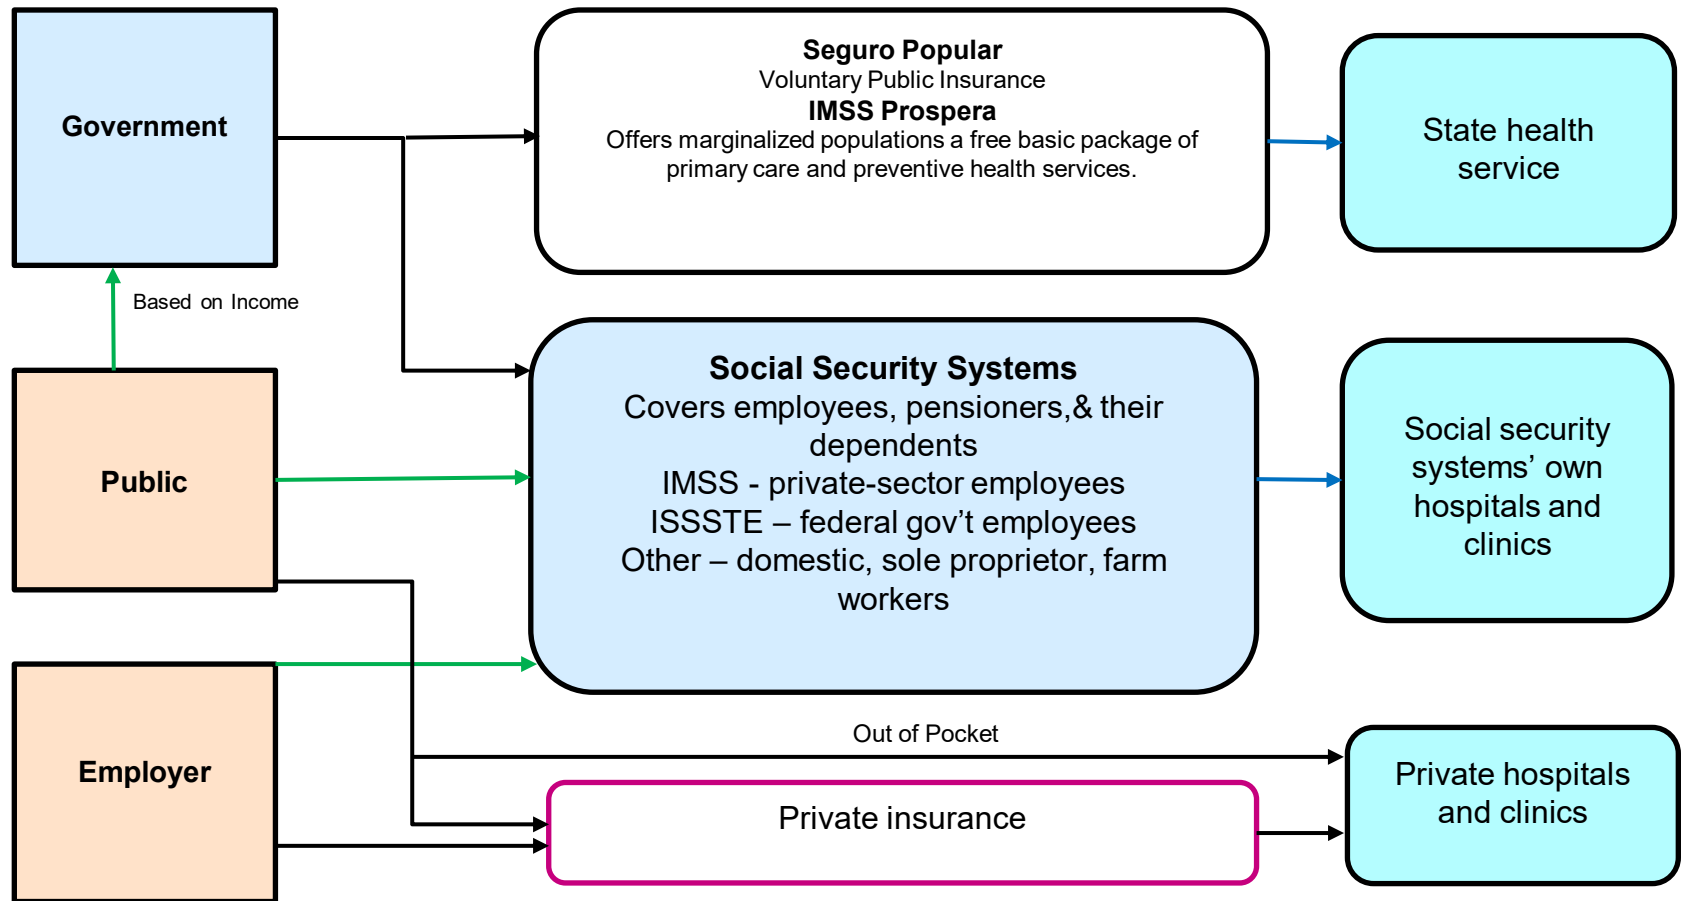 Government
Seguro Popular
Voluntary Public Insurance
IMSS Prospera
Offers marginalized populations a free basic package of
primary care and preventive health services.
State health
service
Based on Income
Public
Social Security Systems
Covers employees, pensioners,& their
dependents
IMSS - private-sector employees
ISSSTE – federal gov’t employees
Other – domestic, sole proprietor, farm
workers
Social security
systems’ own
hospitals and
clinics
Employer
Out of Pocket
Private insurance
Private hospitals
and clinics